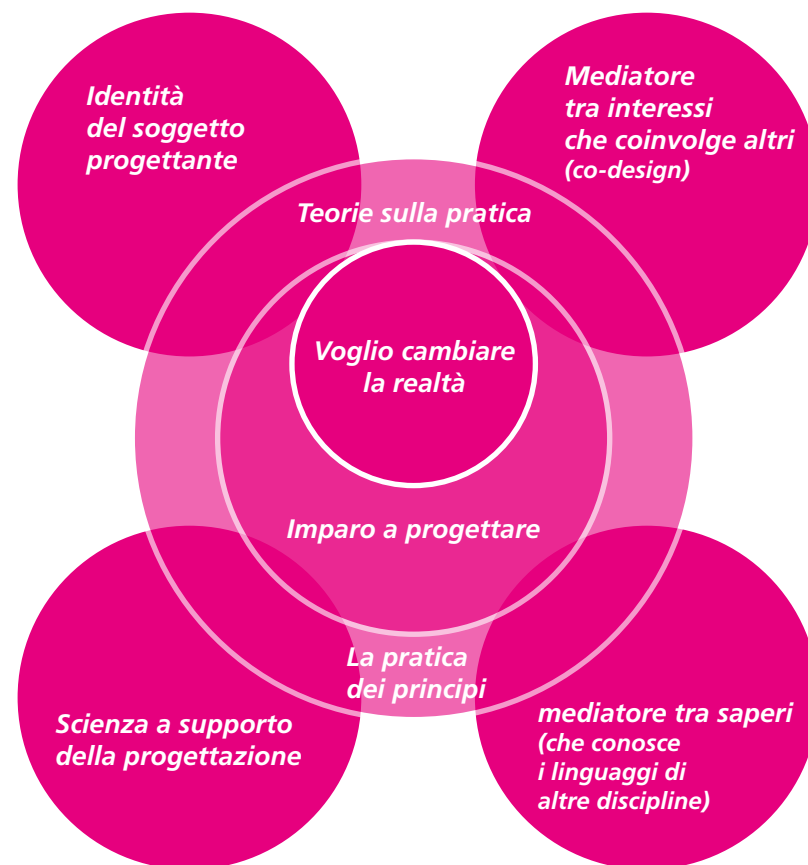 Identità
del soggetto
progettante
Mediatore
tra interessi
che coinvolge altri
(co-design)
Teorie sulla pratica
Voglio cambiare
la realtà
Imparo a progettare
La pratica
dei principi
Scienza a supporto
della progettazione
mediatore tra saperi
(che conosce
i linguaggi di
altre discipline)